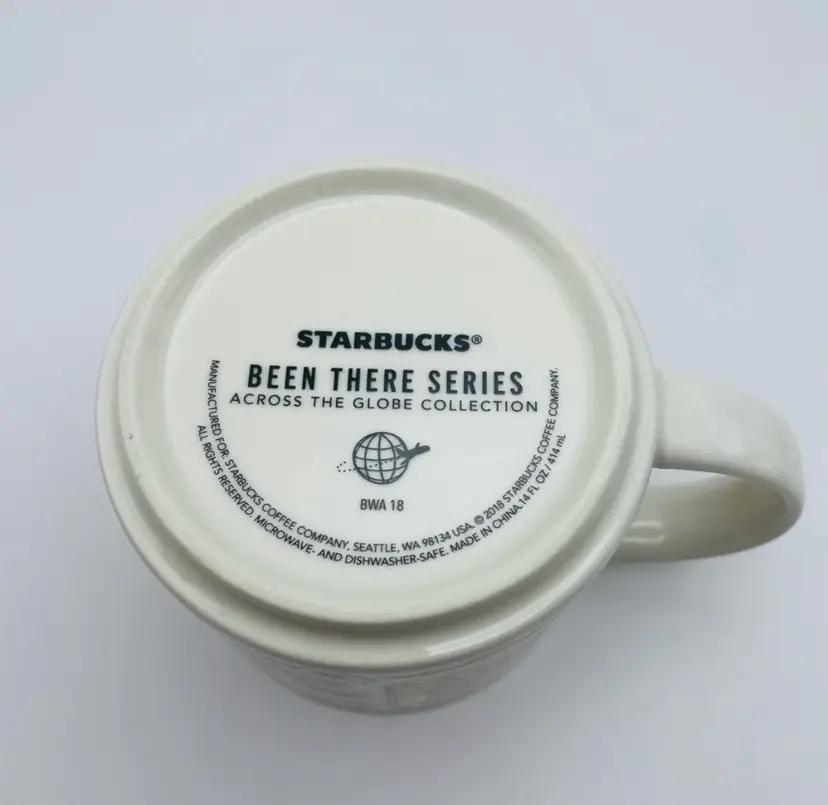 STARBUCKS®
BEEN THERE SERIES
ACROSS THE GLOBE COLLECTION
BWA 18
MANUFACTURED FOR: STARBUCKS COFFEE COMPANY, SEATTLE, WA 98134 USA. © 2018 STARBUCKS COFFEE COMPANY.
ALL RIGHTS RESERVED. MICROWAVE- AND DISHWASHER-SAFE. MADE IN CHINA.14 FL OZ / 414 mL